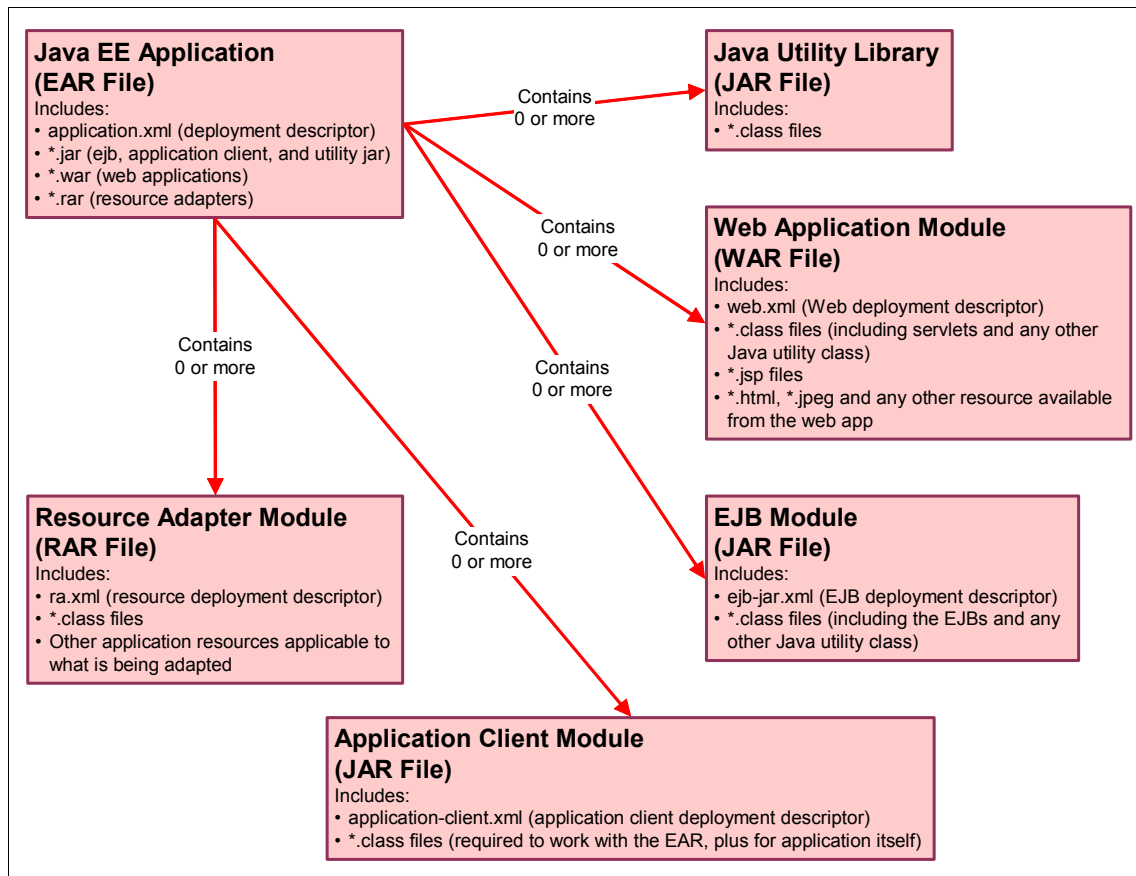 Java EE Application
(EAR File)
Includes:
• application.xml (deployment descriptor)
• *.jar (ejb, application client, and utility jar)
• *.war (web applications)
• *.rar (resource adapters)
Contains
0 or more
Java Utility Library
(JAR File)
Includes:
• *.class files
Contains
0 or more
Web Application Module
(WAR File)
Includes:
• web.xml (Web deployment descriptor)
• *.class files (including servlets and any other
Java utility class)
• *.jsp files
• *.html, *.jpeg and any other resource available
from the web app
Contains
0 or more
Contains
0 or more
Resource Adapter Module
(RAR File)
Includes:
• ra.xml (resource deployment descriptor)
• *.class files
• Other application resources applicable to
what is being adapted
Contains
0 or more
EJB Module
(JAR File)
Includes:
• ejb-jar.xml (EJB deployment descriptor)
• *.class files (including the EJBs and any
other Java utility class)
Application Client Module
(JAR File)
Includes:
• application-client.xml (application client deployment descriptor)
• *.class files (required to work with the EAR, plus for application itself)